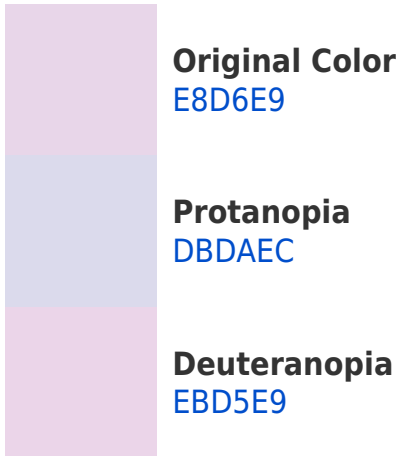 Original Color
E8D6E9
Protanopia
DBDAEC
Deuteranopia
EBD5E9